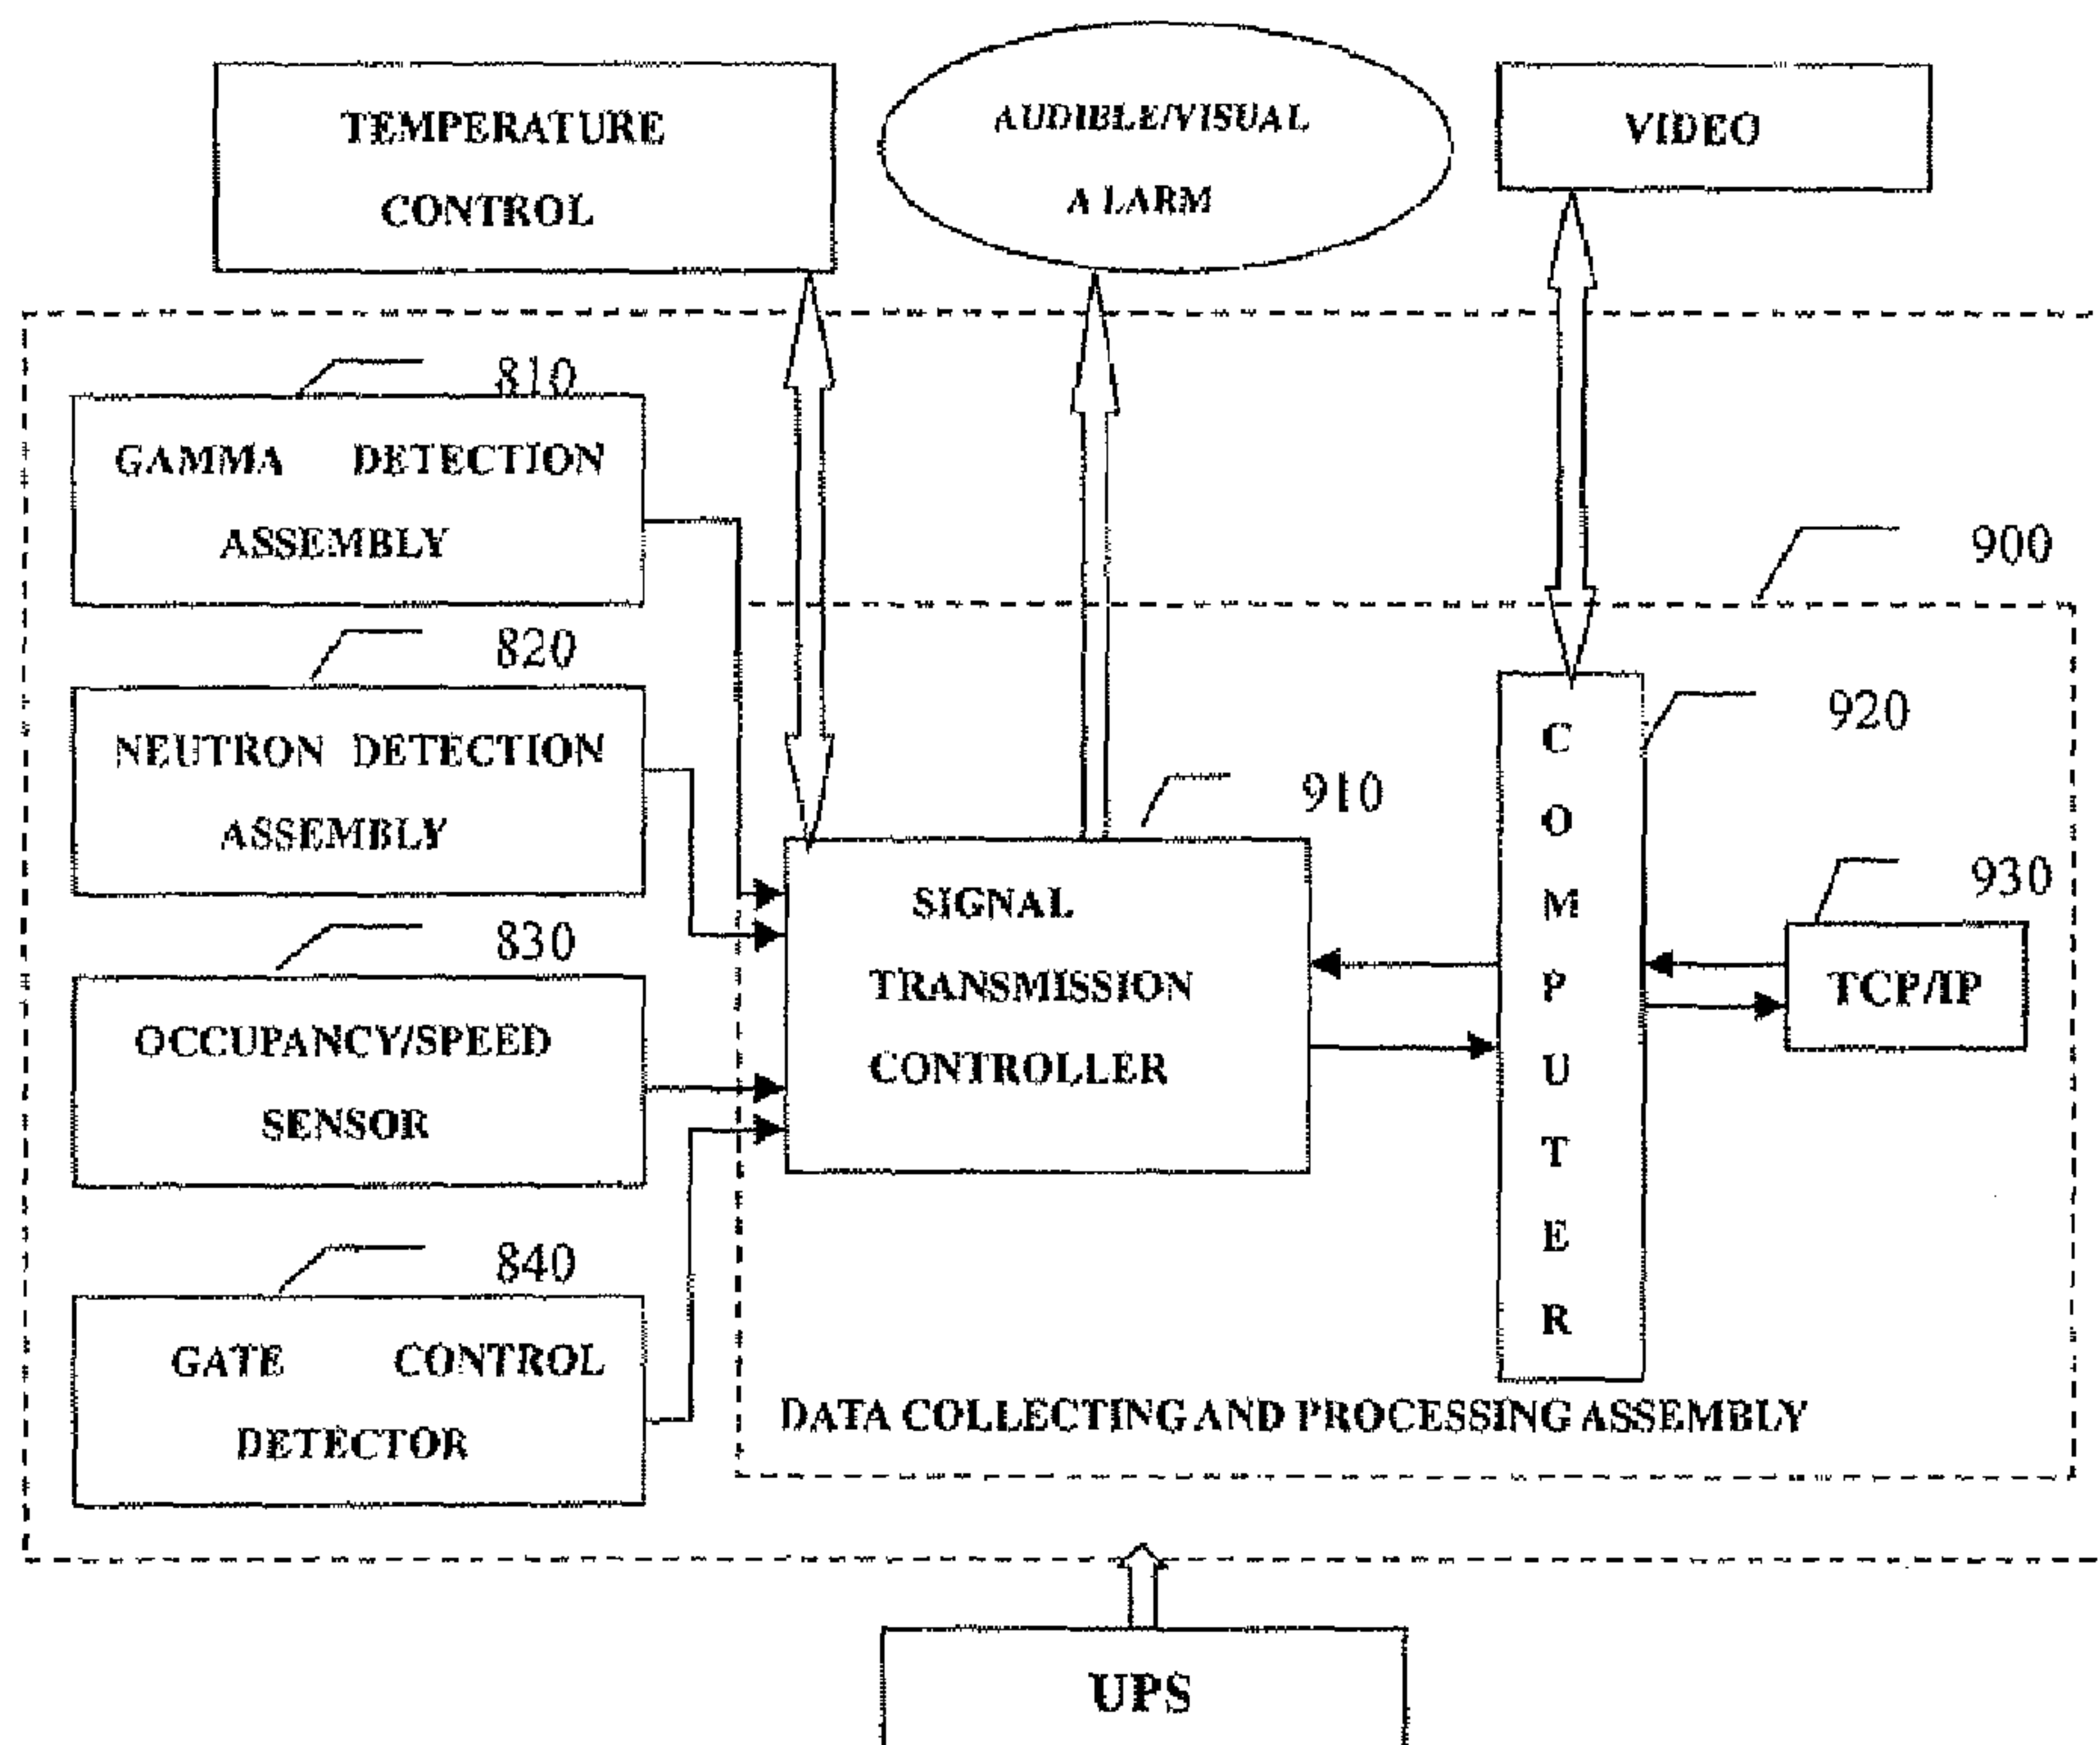 TEMPERATURE
CONTROL
AUDIBLE/VISUAL
A LARM
VIDEO
810
GAMMA DETECTION
ASSEMBLY
900
820
NEUTRON DETECTION
ASSEMBLY
920
COMPUTER
910
SIGNAL
TRANSMISSION
CONTROLLER
930
TCP/IP
830
OCCUPANCY/SPEED
SENSOR
840
GATE CONTROL
DETECTOR
DATA COLLECTING AND PROCESSING ASSEMBLY
UPS